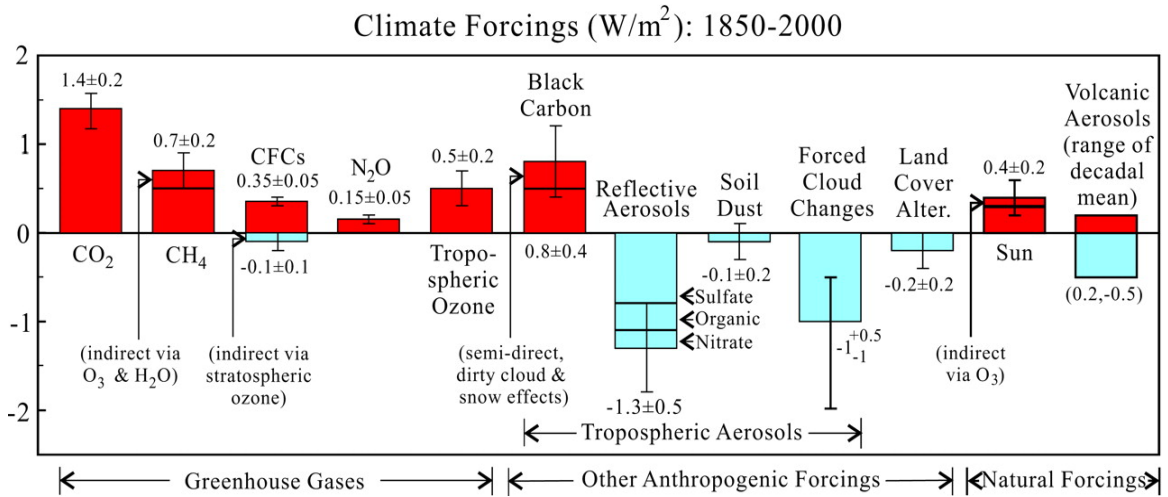 Climate Forcings (W/m²): 1850-2000
2
1
0
-1
-2
1.4±0.2
CO₂
0.7±0.2
CH₄
(indirect via
O₃ & H₂O)
CFCs
0.35±0.05
-0.1±0.1
(indirect via
stratospheric
ozone)
N₂O
0.15±0.05
0.5±0.2
Tropo-
spheric
Ozone
Black
Carbon
0.8±0.4
(semi-direct,
dirty cloud &
snow effects)
Reflective
Aerosols
Sulfate
Organic
Nitrate
-1.3±0.5
Soil
Dust
-0.1±0.2
Forced
Cloud
Changes
-1 +0.5 -1
Land
Cover
Alter.
-0.2±0.2
0.4±0.2
Sun
(indirect
via O₃)
Volcanic
Aerosols
(range of
decadal
mean)
(0.2,-0.5)
Tropospheric Aerosols
Greenhouse Gases
Other Anthropogenic Forcings
Natural Forcings